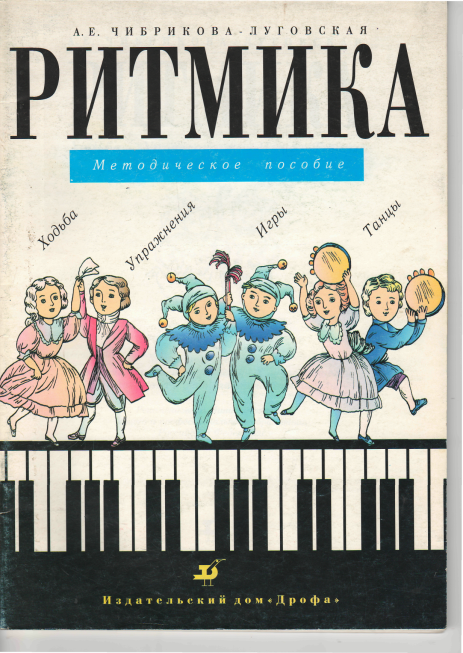 А.Е. ЧИБРИКОВА-ЛУГОВСКАЯ
РИТМИКА
Методическое пособие
Ходьба
Упражнения
Игры
Танцы
Издательский дом «Дрофа»